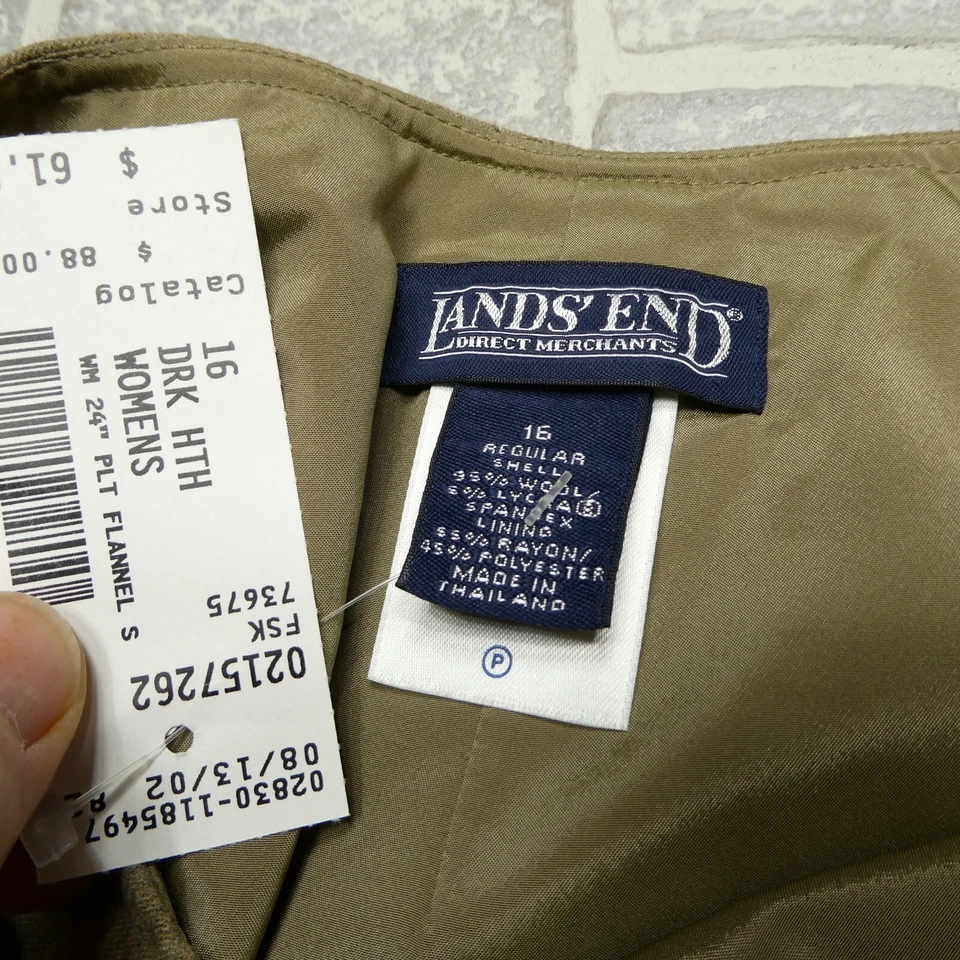 LANDS' END®
DIRECT MERCHANTS
16
REGULAR
SHELL
95% WOOL/
5% LYCRA®
SPANDEX
LINING
55% RAYON/
45% POLYESTER
MADE IN
THAILAND
P
02830-1185497
08/13/02
02157262
FSK
73675
WM 24" PLT FLANNEL S
WOMENS
DRK HTH
16
Catalog
$ 88.00
Store
$ 61.